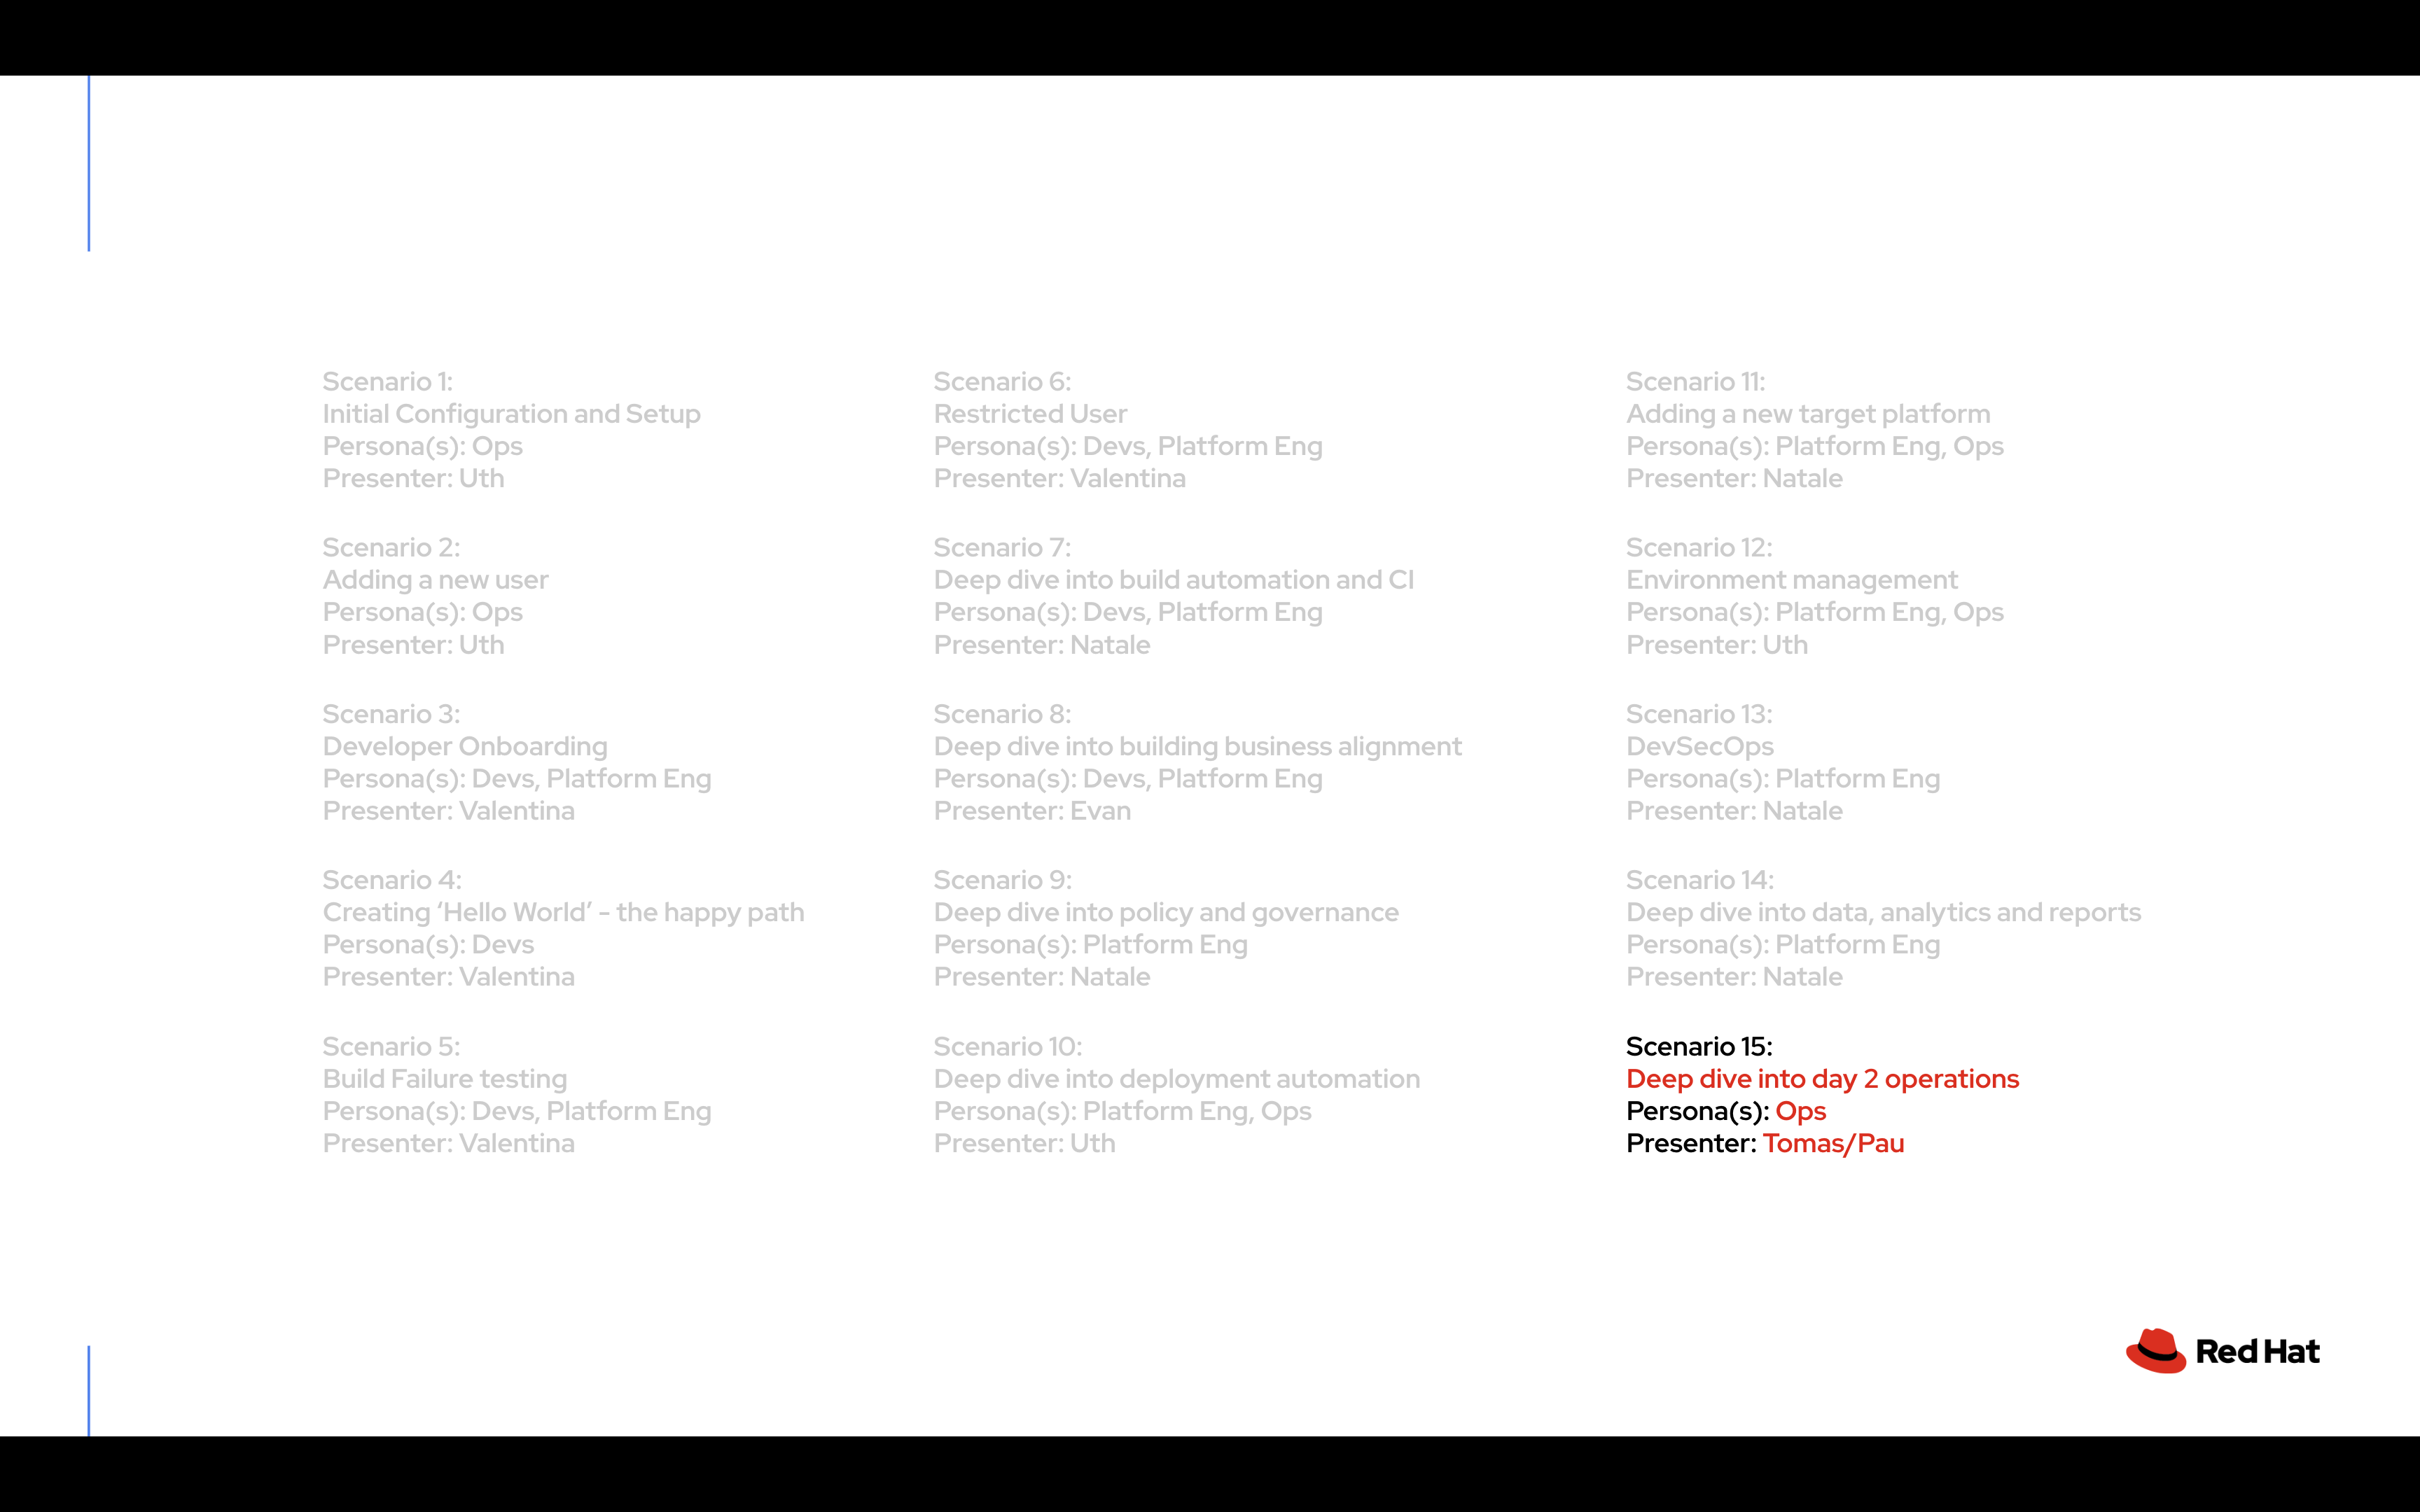 Scenario 1:
Initial Configuration and Setup
Persona(s): Ops
Presenter: Uth
Scenario 2:
Adding a new user
Persona(s): Ops
Presenter: Uth
Scenario 3:
Developer Onboarding
Persona(s): Devs, Platform Eng
Presenter: Valentina
Scenario 4:
Creating ‘Hello World’ - the happy path
Persona(s): Devs
Presenter: Valentina
Scenario 5:
Build Failure testing
Persona(s): Devs, Platform Eng
Presenter: Valentina
Scenario 6:
Restricted User
Persona(s): Devs, Platform Eng
Presenter: Valentina
Scenario 7:
Deep dive into build automation and CI
Persona(s): Devs, Platform Eng
Presenter: Natale
Scenario 8:
Deep dive into building business alignment
Persona(s): Devs, Platform Eng
Presenter: Evan
Scenario 9:
Deep dive into policy and governance
Persona(s): Platform Eng
Presenter: Natale
Scenario 10:
Deep dive into deployment automation
Persona(s): Platform Eng, Ops
Presenter: Uth
Scenario 11:
Adding a new target platform
Persona(s): Platform Eng, Ops
Presenter: Natale
Scenario 12:
Environment management
Persona(s): Platform Eng, Ops
Presenter: Uth
Scenario 13:
DevSecOps
Persona(s): Platform Eng
Presenter: Natale
Scenario 14:
Deep dive into data, analytics and reports
Persona(s): Platform Eng
Presenter: Natale
Scenario 15:
Deep dive into day 2 operations
Persona(s): Ops
Presenter: Tomas/Pau
Red Hat